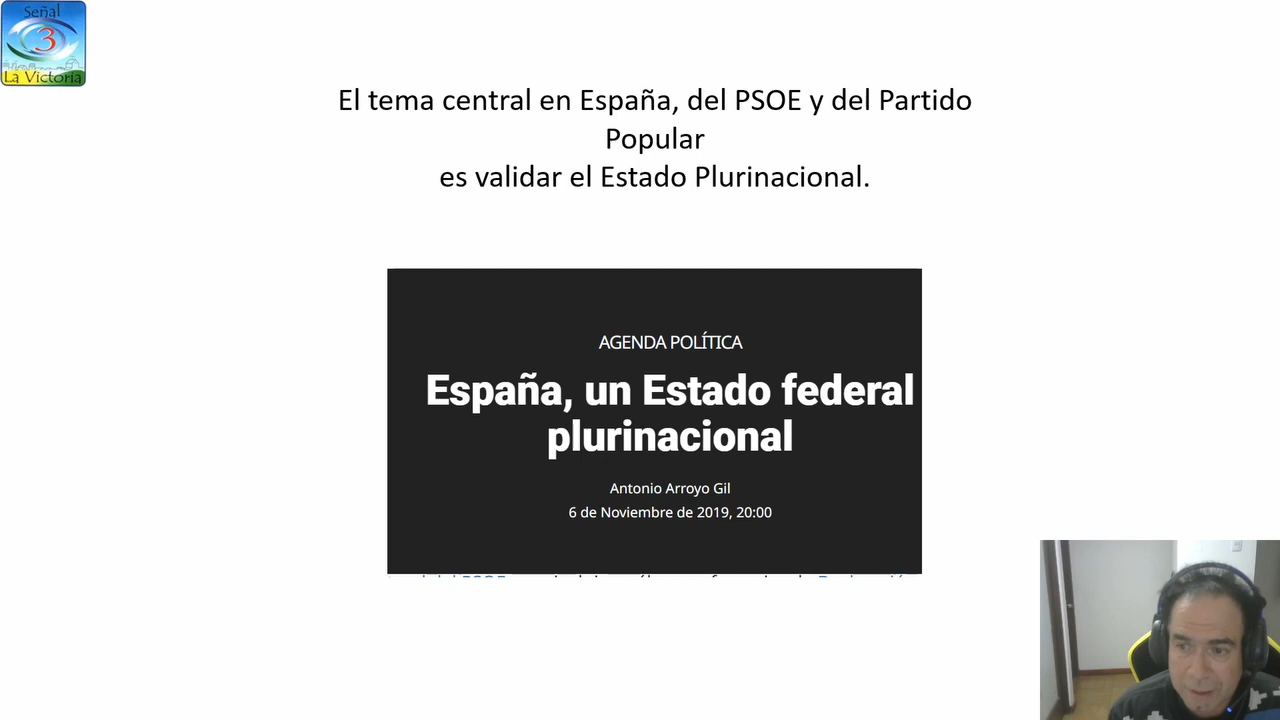 Señal
3
La Victoria
El tema central en España, del PSOE y del Partido
Popular
es validar el Estado Plurinacional.
AGENDA POLÍTICA
España, un Estado federal
plurinacional
Antonio Arroyo Gil
6 de Noviembre de 2019, 20:00